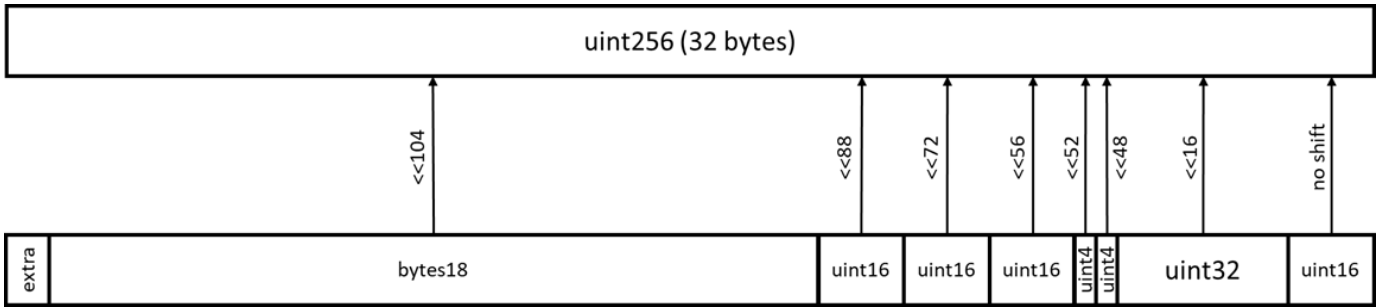 uint256 (32 bytes)
<<104
<<88
<<72
<<56
<<52
<<48
<<16
no shift
extra
bytes18
uint16
uint16
uint16
uint4
uint4
uint32
uint16